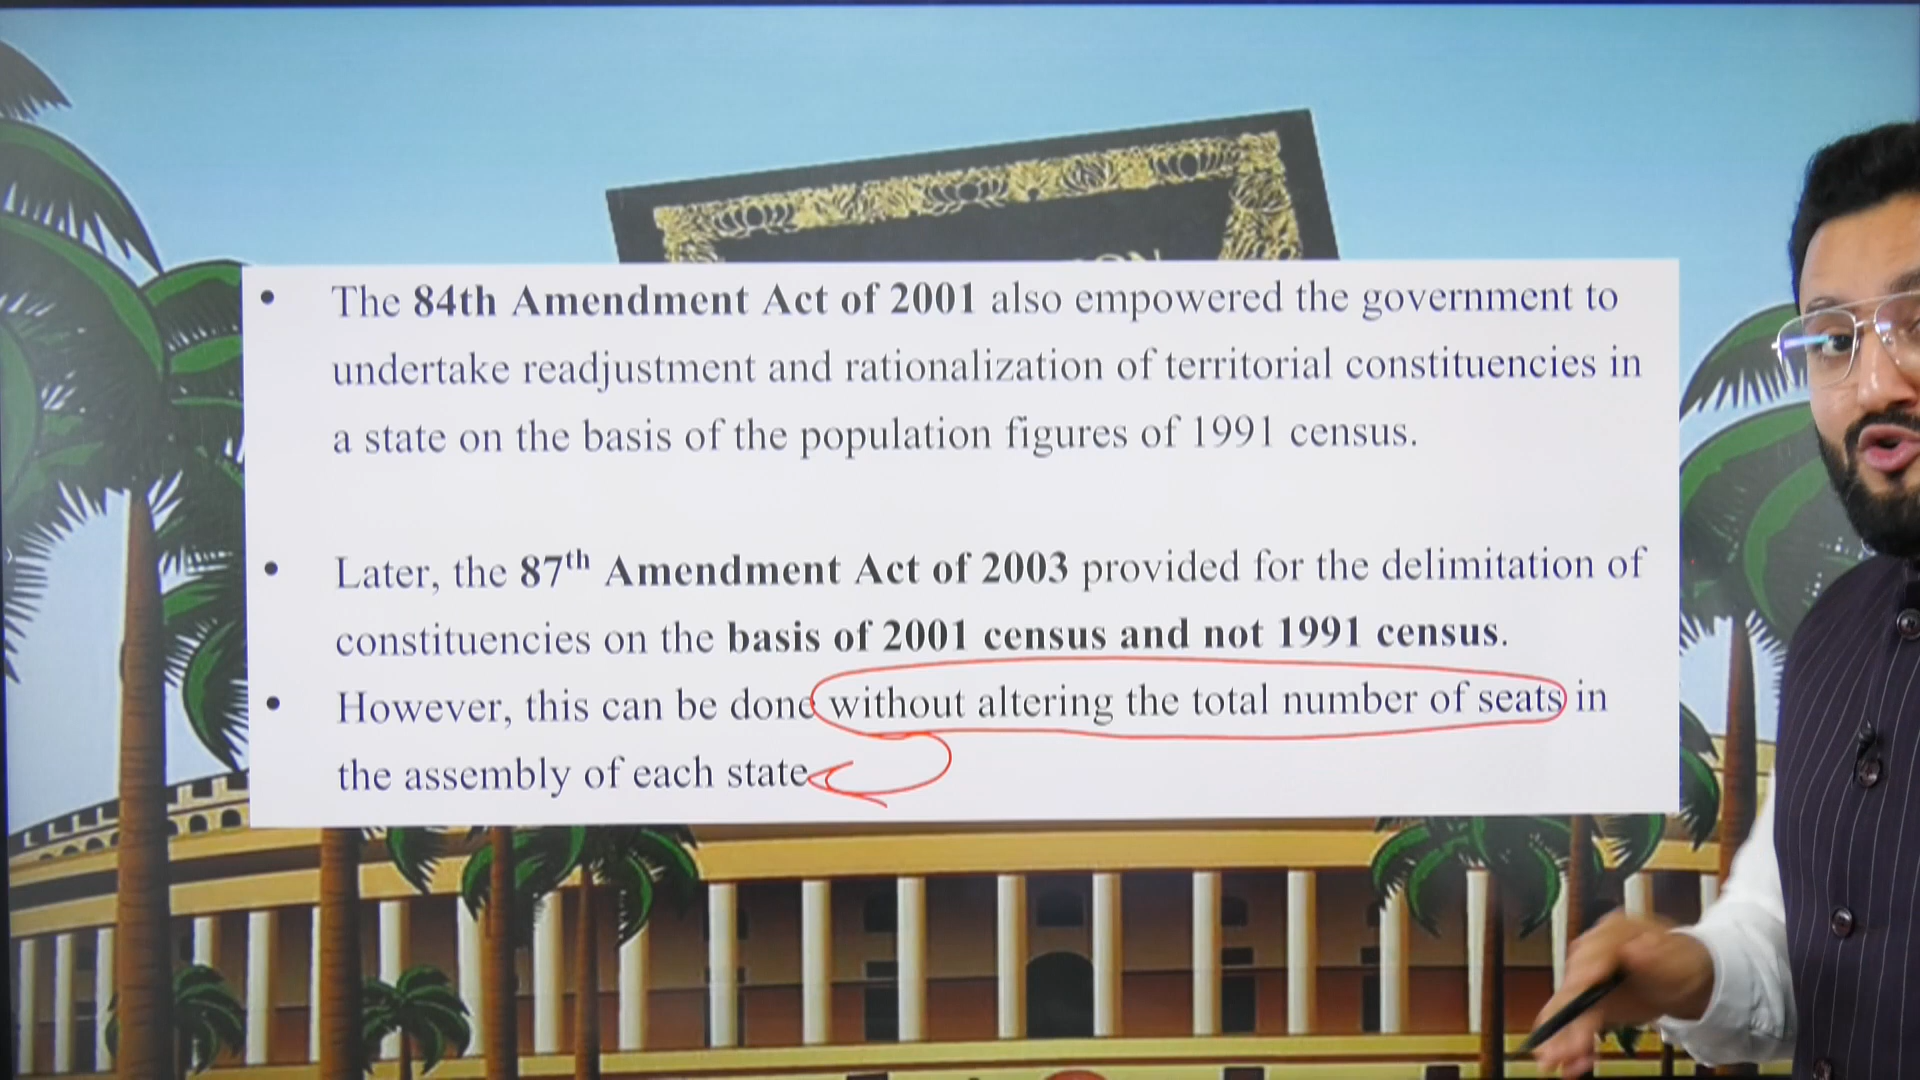 • The 84th Amendment Act of 2001 also empowered the government to
undertake readjustment and rationalization of territorial constituencies in
a state on the basis of the population figures of 1991 census.
• Later, the 87th Amendment Act of 2003 provided for the delimitation of
constituencies on the basis of 2001 census and not 1991 census.
• However, this can be done without altering the total number of seats in
the assembly of each state